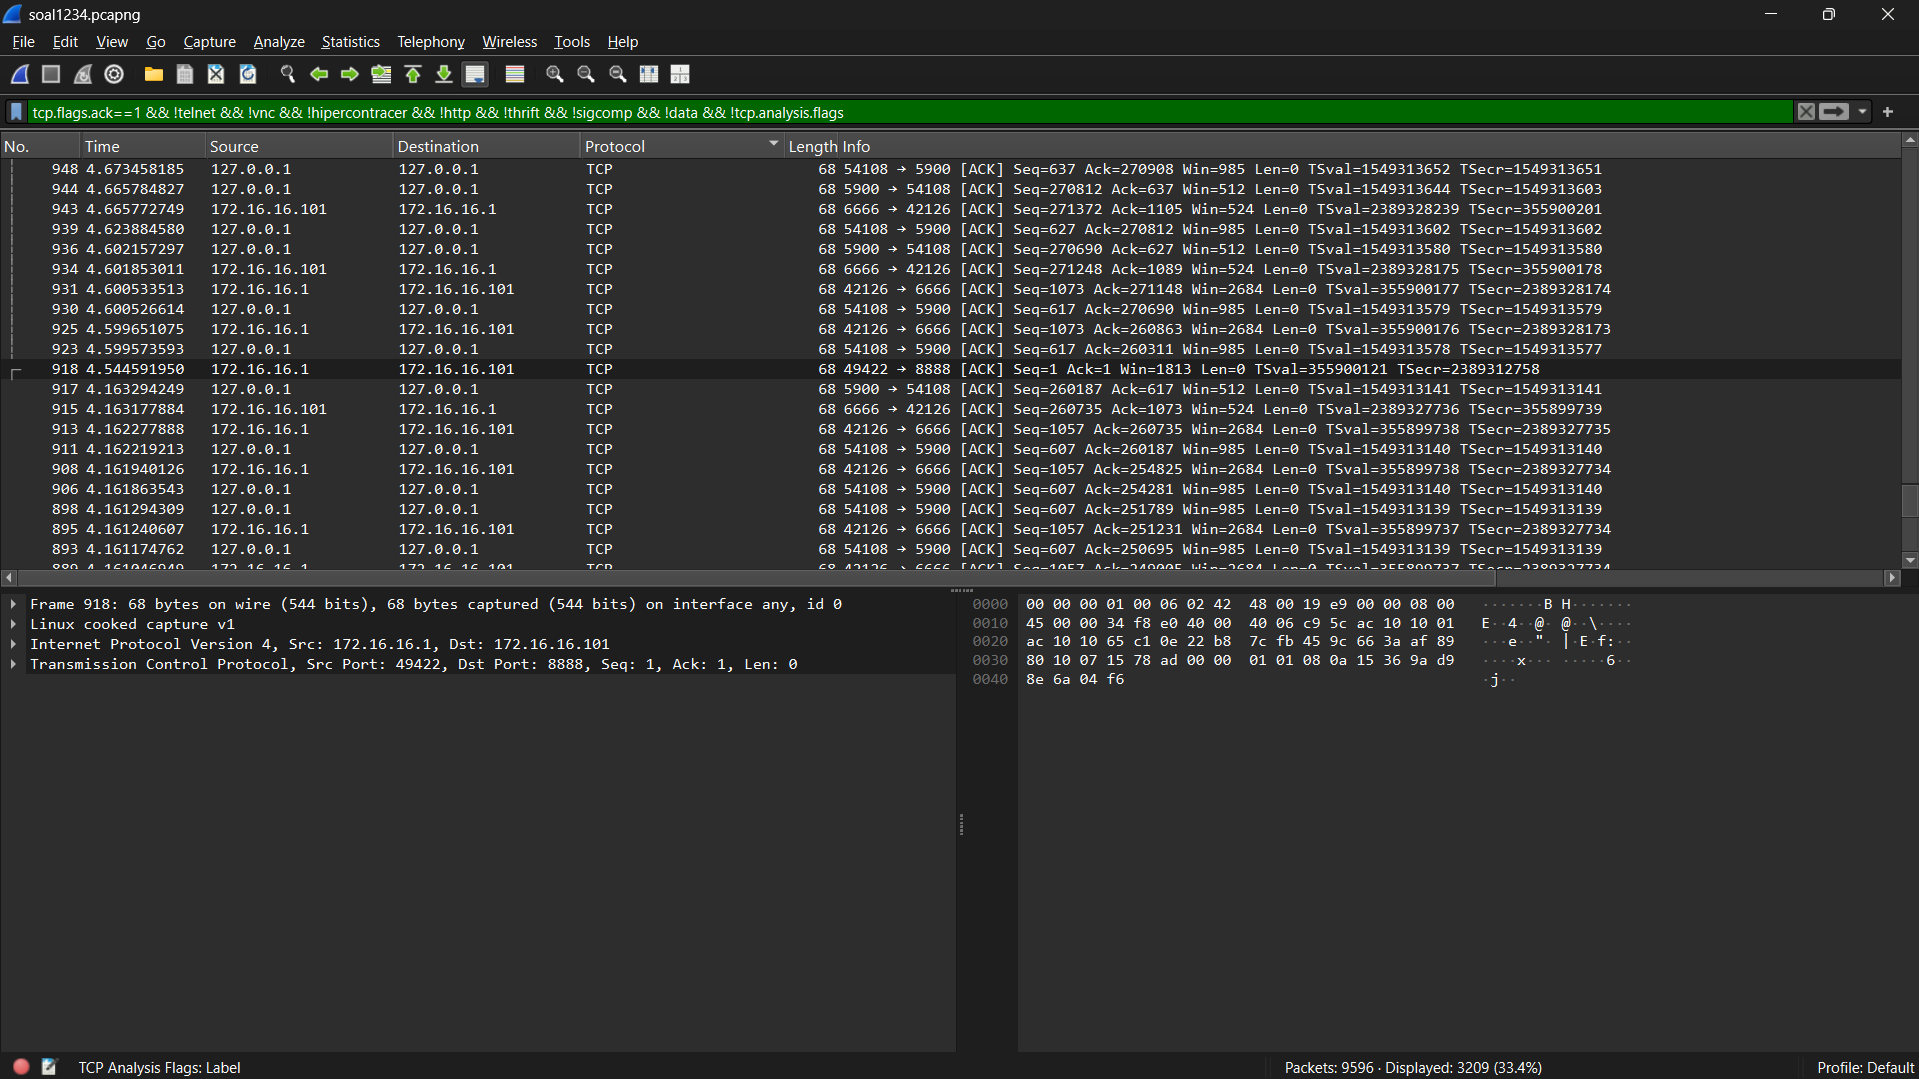 soal1234.pcapng
File Edit View Go Capture Analyze Statistics Telephony Wireless Tools Help
tcp.flags.ack==1 && !telnet && !vnc && !hipercontracer && !http && !thrift && !sigcomp && !data && !tcp.analysis.flags
No. Time Source Destination Protocol Length Info
948 4.673458185 127.0.0.1 127.0.0.1 TCP 68 54108 → 5900 [ACK] Seq=637 Ack=270908 Win=985 Len=0 TSval=1549313652 TSecr=1549313651
944 4.665784827 127.0.0.1 127.0.0.1 TCP 68 5900 → 54108 [ACK] Seq=270812 Ack=637 Win=512 Len=0 TSval=1549313644 TSecr=1549313603
943 4.665772749 172.16.16.101 172.16.16.1 TCP 68 6666 → 42126 [ACK] Seq=271372 Ack=1105 Win=524 Len=0 TSval=2389328239 TSecr=355900201
939 4.623884580 127.0.0.1 127.0.0.1 TCP 68 54108 → 5900 [ACK] Seq=627 Ack=270812 Win=985 Len=0 TSval=1549313602 TSecr=1549313602
936 4.602157297 127.0.0.1 127.0.0.1 TCP 68 5900 → 54108 [ACK] Seq=270690 Ack=627 Win=512 Len=0 TSval=1549313580 TSecr=1549313580
934 4.601853011 172.16.16.101 172.16.16.1 TCP 68 6666 → 42126 [ACK] Seq=271248 Ack=1089 Win=524 Len=0 TSval=2389328175 TSecr=355900178
931 4.600533513 172.16.16.1 172.16.16.101 TCP 68 42126 → 6666 [ACK] Seq=1073 Ack=271148 Win=2684 Len=0 TSval=355900177 TSecr=2389328174
930 4.600526614 127.0.0.1 127.0.0.1 TCP 68 54108 → 5900 [ACK] Seq=617 Ack=270690 Win=985 Len=0 TSval=1549313579 TSecr=1549313579
925 4.599651075 172.16.16.1 172.16.16.101 TCP 68 42126 → 6666 [ACK] Seq=1073 Ack=260863 Win=2684 Len=0 TSval=355900176 TSecr=2389328173
923 4.599573593 127.0.0.1 127.0.0.1 TCP 68 54108 → 5900 [ACK] Seq=617 Ack=260311 Win=985 Len=0 TSval=1549313578 TSecr=1549313577
918 4.544591950 172.16.16.1 172.16.16.101 TCP 68 49422 → 8888 [ACK] Seq=1 Ack=1 Win=1813 Len=0 TSval=355900121 TSecr=2389312758
917 4.163294249 127.0.0.1 127.0.0.1 TCP 68 5900 → 54108 [ACK] Seq=260187 Ack=617 Win=512 Len=0 TSval=1549313141 TSecr=1549313141
915 4.163177884 172.16.16.101 172.16.16.1 TCP 68 6666 → 42126 [ACK] Seq=260735 Ack=1073 Win=524 Len=0 TSval=2389327736 TSecr=355899739
913 4.162277888 172.16.16.1 172.16.16.101 TCP 68 42126 → 6666 [ACK] Seq=1057 Ack=260735 Win=2684 Len=0 TSval=355899738 TSecr=2389327735
911 4.162219213 127.0.0.1 127.0.0.1 TCP 68 54108 → 5900 [ACK] Seq=607 Ack=260187 Win=985 Len=0 TSval=1549313140 TSecr=1549313140
908 4.161940126 172.16.16.1 172.16.16.101 TCP 68 42126 → 6666 [ACK] Seq=1057 Ack=254825 Win=2684 Len=0 TSval=355899738 TSecr=2389327734
906 4.161863543 127.0.0.1 127.0.0.1 TCP 68 54108 → 5900 [ACK] Seq=607 Ack=254281 Win=985 Len=0 TSval=1549313140 TSecr=1549313140
898 4.161294309 127.0.0.1 127.0.0.1 TCP 68 54108 → 5900 [ACK] Seq=607 Ack=251789 Win=985 Len=0 TSval=1549313139 TSecr=1549313139
895 4.161240607 172.16.16.1 172.16.16.101 TCP 68 42126 → 6666 [ACK] Seq=1057 Ack=251231 Win=2684 Len=0 TSval=355899737 TSecr=2389327734
893 4.161174762 127.0.0.1 127.0.0.1 TCP 68 54108 → 5900 [ACK] Seq=607 Ack=250695 Win=985 Len=0 TSval=1549313139 TSecr=1549313139
Frame 918: 68 bytes on wire (544 bits), 68 bytes captured (544 bits) on interface any, id 0
Linux cooked capture v1
Internet Protocol Version 4, Src: 172.16.16.1, Dst: 172.16.16.101
Transmission Control Protocol, Src Port: 49422, Dst Port: 8888, Seq: 1, Ack: 1, Len: 0
0000 00 00 00 01 00 06 02 42 48 00 19 e9 00 00 08 00 ·······B H·······
0010 45 00 00 34 f8 e0 40 00 40 06 c9 5c ac 10 10 01 E··4··@· @··\····
0020 ac 10 10 65 c1 0e 22 b8 7c fb 45 9c 66 3a af 89 ···e··"· |·E·f:··
0030 80 10 07 15 78 ad 00 00 01 01 08 0a 15 36 9a d9 ····x··· ·····6··
0040 8e 6a 04 f6 ·j··
TCP Analysis Flags: Label
Packets: 9596 · Displayed: 3209 (33.4%)
Profile: Default